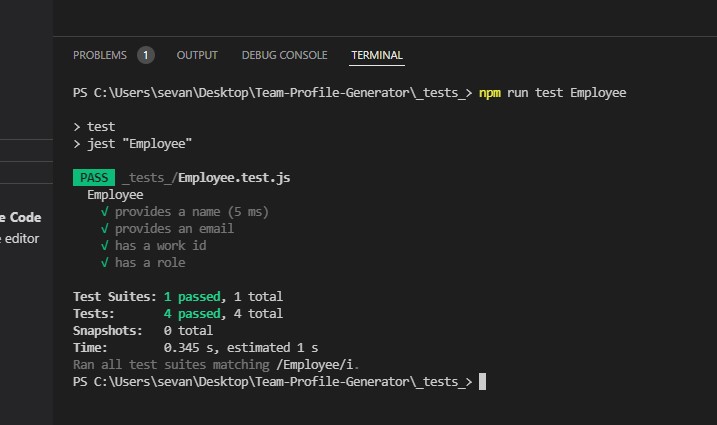 PROBLEMS 1 OUTPUT DEBUG CONSOLE TERMINAL
PS C:\Users\sevan\Desktop\Team-Profile-Generator\_tests_> npm run test Employee
> test
> jest "Employee"
PASS _tests_/Employee.test.js
Employee
√ provides a name (5 ms)
e Code
√ provides an email
e editor
√ has a work id
√ has a role
Test Suites: 1 passed, 1 total
Tests: 4 passed, 4 total
Snapshots: 0 total
Time: 0.345 s, estimated 1 s
Ran all test suites matching /Employee/i.
PS C:\Users\sevan\Desktop\Team-Profile-Generator\_tests_>